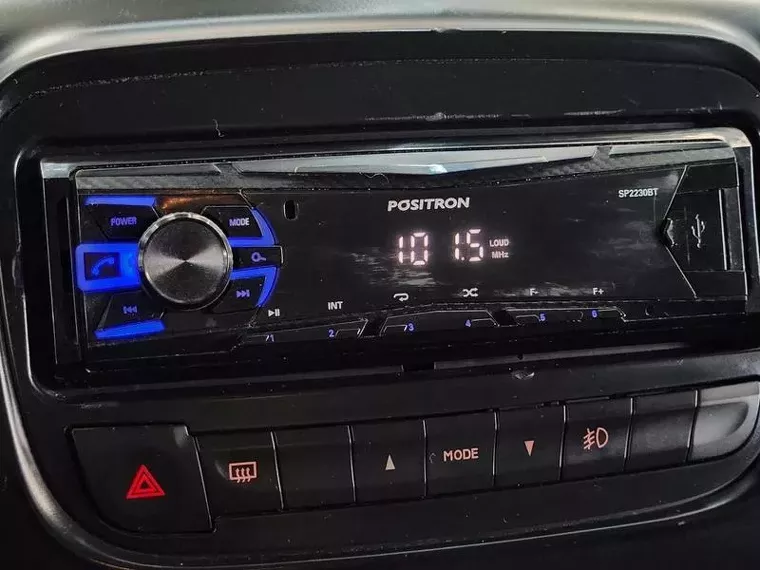 POSITRON
SP2230BT
POWER
MODE
101.5
LOUD
MHz
INT
F-
F+
1
2
3
4
5
6
MODE